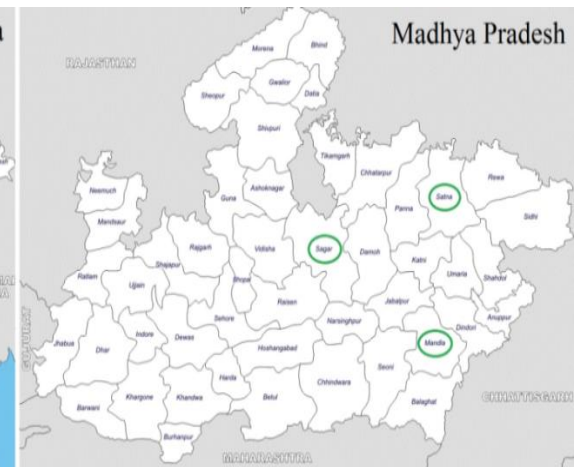 Madhya Pradesh
RAJASTHAN
Morena
Bhind
Gwalior
Sheopur
Datia
Shivpuri
Tikamgarh
Chhatarpur
Rewa
Neemuch
Guna
Ashoknagar
Panna
Satna
Sidhi
Mandsaur
Rajgarh
Vidisha
Sagar
Damoh
Katni
Umaria
Shahdol
Ratlam
Ujjain
Shajapur
Bhopal
Raisen
Jabalpur
Anuppur
Sehore
Narsinghpur
Dindori
Jhabua
Dhar
Indore
Dewas
Hoshangabad
Mandla
GUJARAT
Harda
Chhindwara
Seoni
Barwani
Khargone
Khandwa
Betul
Balaghat
CHHATTISGARH
Burhanpur
MAHARASHTRA